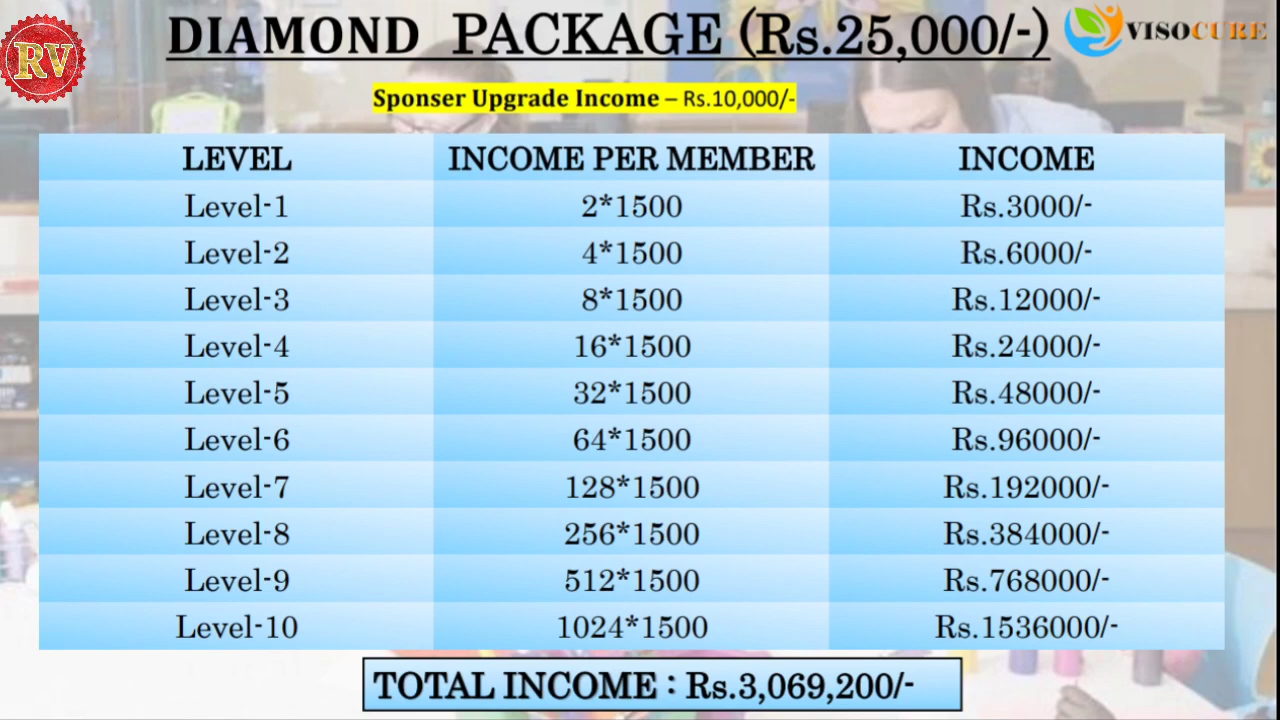 RV
DIAMOND PACKAGE (Rs.25,000/-)
VISOCURE
Sponser Upgrade Income – Rs.10,000/-
LEVEL INCOME PER MEMBER INCOME
Level-1 2*1500 Rs.3000/-
Level-2 4*1500 Rs.6000/-
Level-3 8*1500 Rs.12000/-
Level-4 16*1500 Rs.24000/-
Level-5 32*1500 Rs.48000/-
Level-6 64*1500 Rs.96000/-
Level-7 128*1500 Rs.192000/-
Level-8 256*1500 Rs.384000/-
Level-9 512*1500 Rs.768000/-
Level-10 1024*1500 Rs.1536000/-
TOTAL INCOME : Rs.3,069,200/-